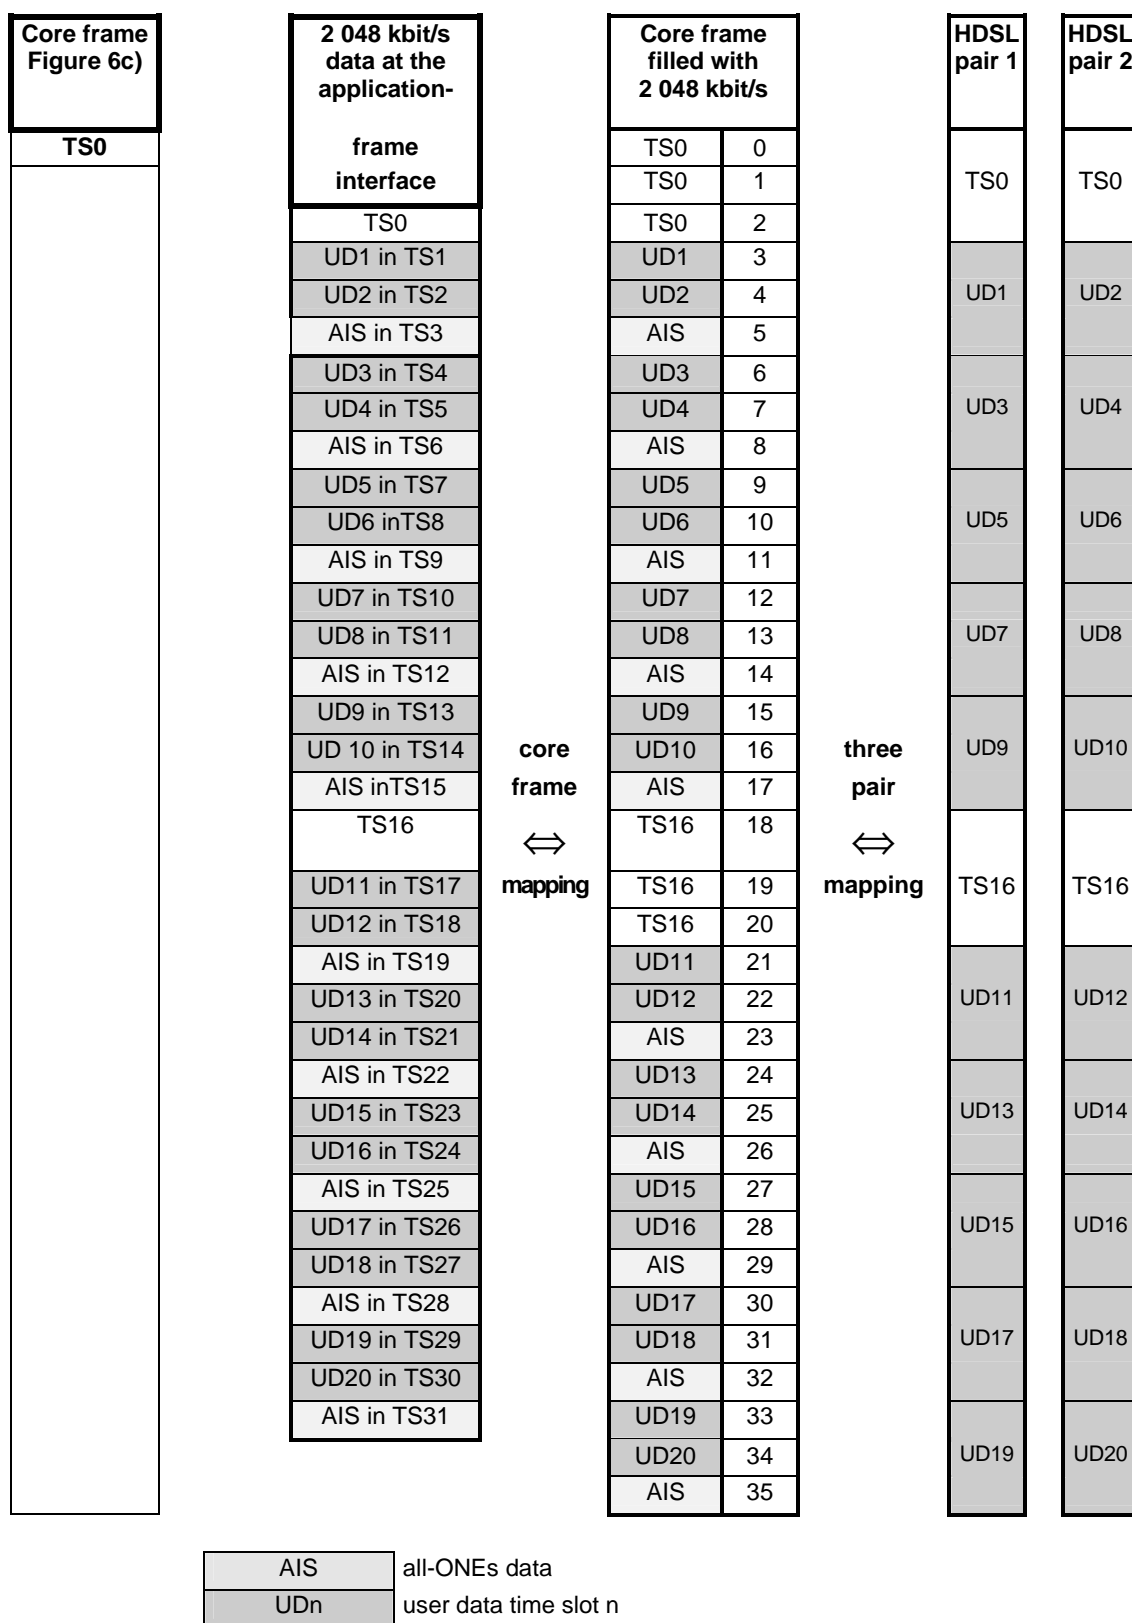 Core frame 2 048 kbit/s Core frame HDSL HDSL
Figure 6c) data at the filled with pair 1 pair 2
application- 2 048 kbit/s
TS0 frame TS0 0
interface TS0 1 TS0 TS0
TS0 TS0 2
UD1 in TS1 UD1 3
UD2 in TS2 UD2 4 UD1 UD2
AIS in TS3 AIS 5
UD3 in TS4 UD3 6
UD4 in TS5 UD4 7 UD3 UD4
AIS in TS6 AIS 8
UD5 in TS7 UD5 9
UD6 inTS8 UD6 10 UD5 UD6
AIS in TS9 AIS 11
UD7 in TS10 UD7 12
UD8 in TS11 UD8 13 UD7 UD8
AIS in TS12 AIS 14
UD9 in TS13 UD9 15
UD 10 in TS14 core UD10 16 three UD9 UD10
AIS inTS15 frame AIS 17 pair
TS16 ⇔ TS16 18 ⇔
UD11 in TS17 mapping TS16 19 mapping TS16 TS16
UD12 in TS18 TS16 20
AIS in TS19 UD11 21
UD13 in TS20 UD12 22 UD11 UD12
UD14 in TS21 AIS 23
AIS in TS22 UD13 24
UD15 in TS23 UD14 25 UD13 UD14
UD16 in TS24 AIS 26
AIS in TS25 UD15 27
UD17 in TS26 UD16 28 UD15 UD16
UD18 in TS27 AIS 29
AIS in TS28 UD17 30
UD19 in TS29 UD18 31 UD17 UD18
UD20 in TS30 AIS 32
AIS in TS31 UD19 33
UD20 34 UD19 UD20
AIS 35
AIS all-ONEs data
UDn user data time slot n